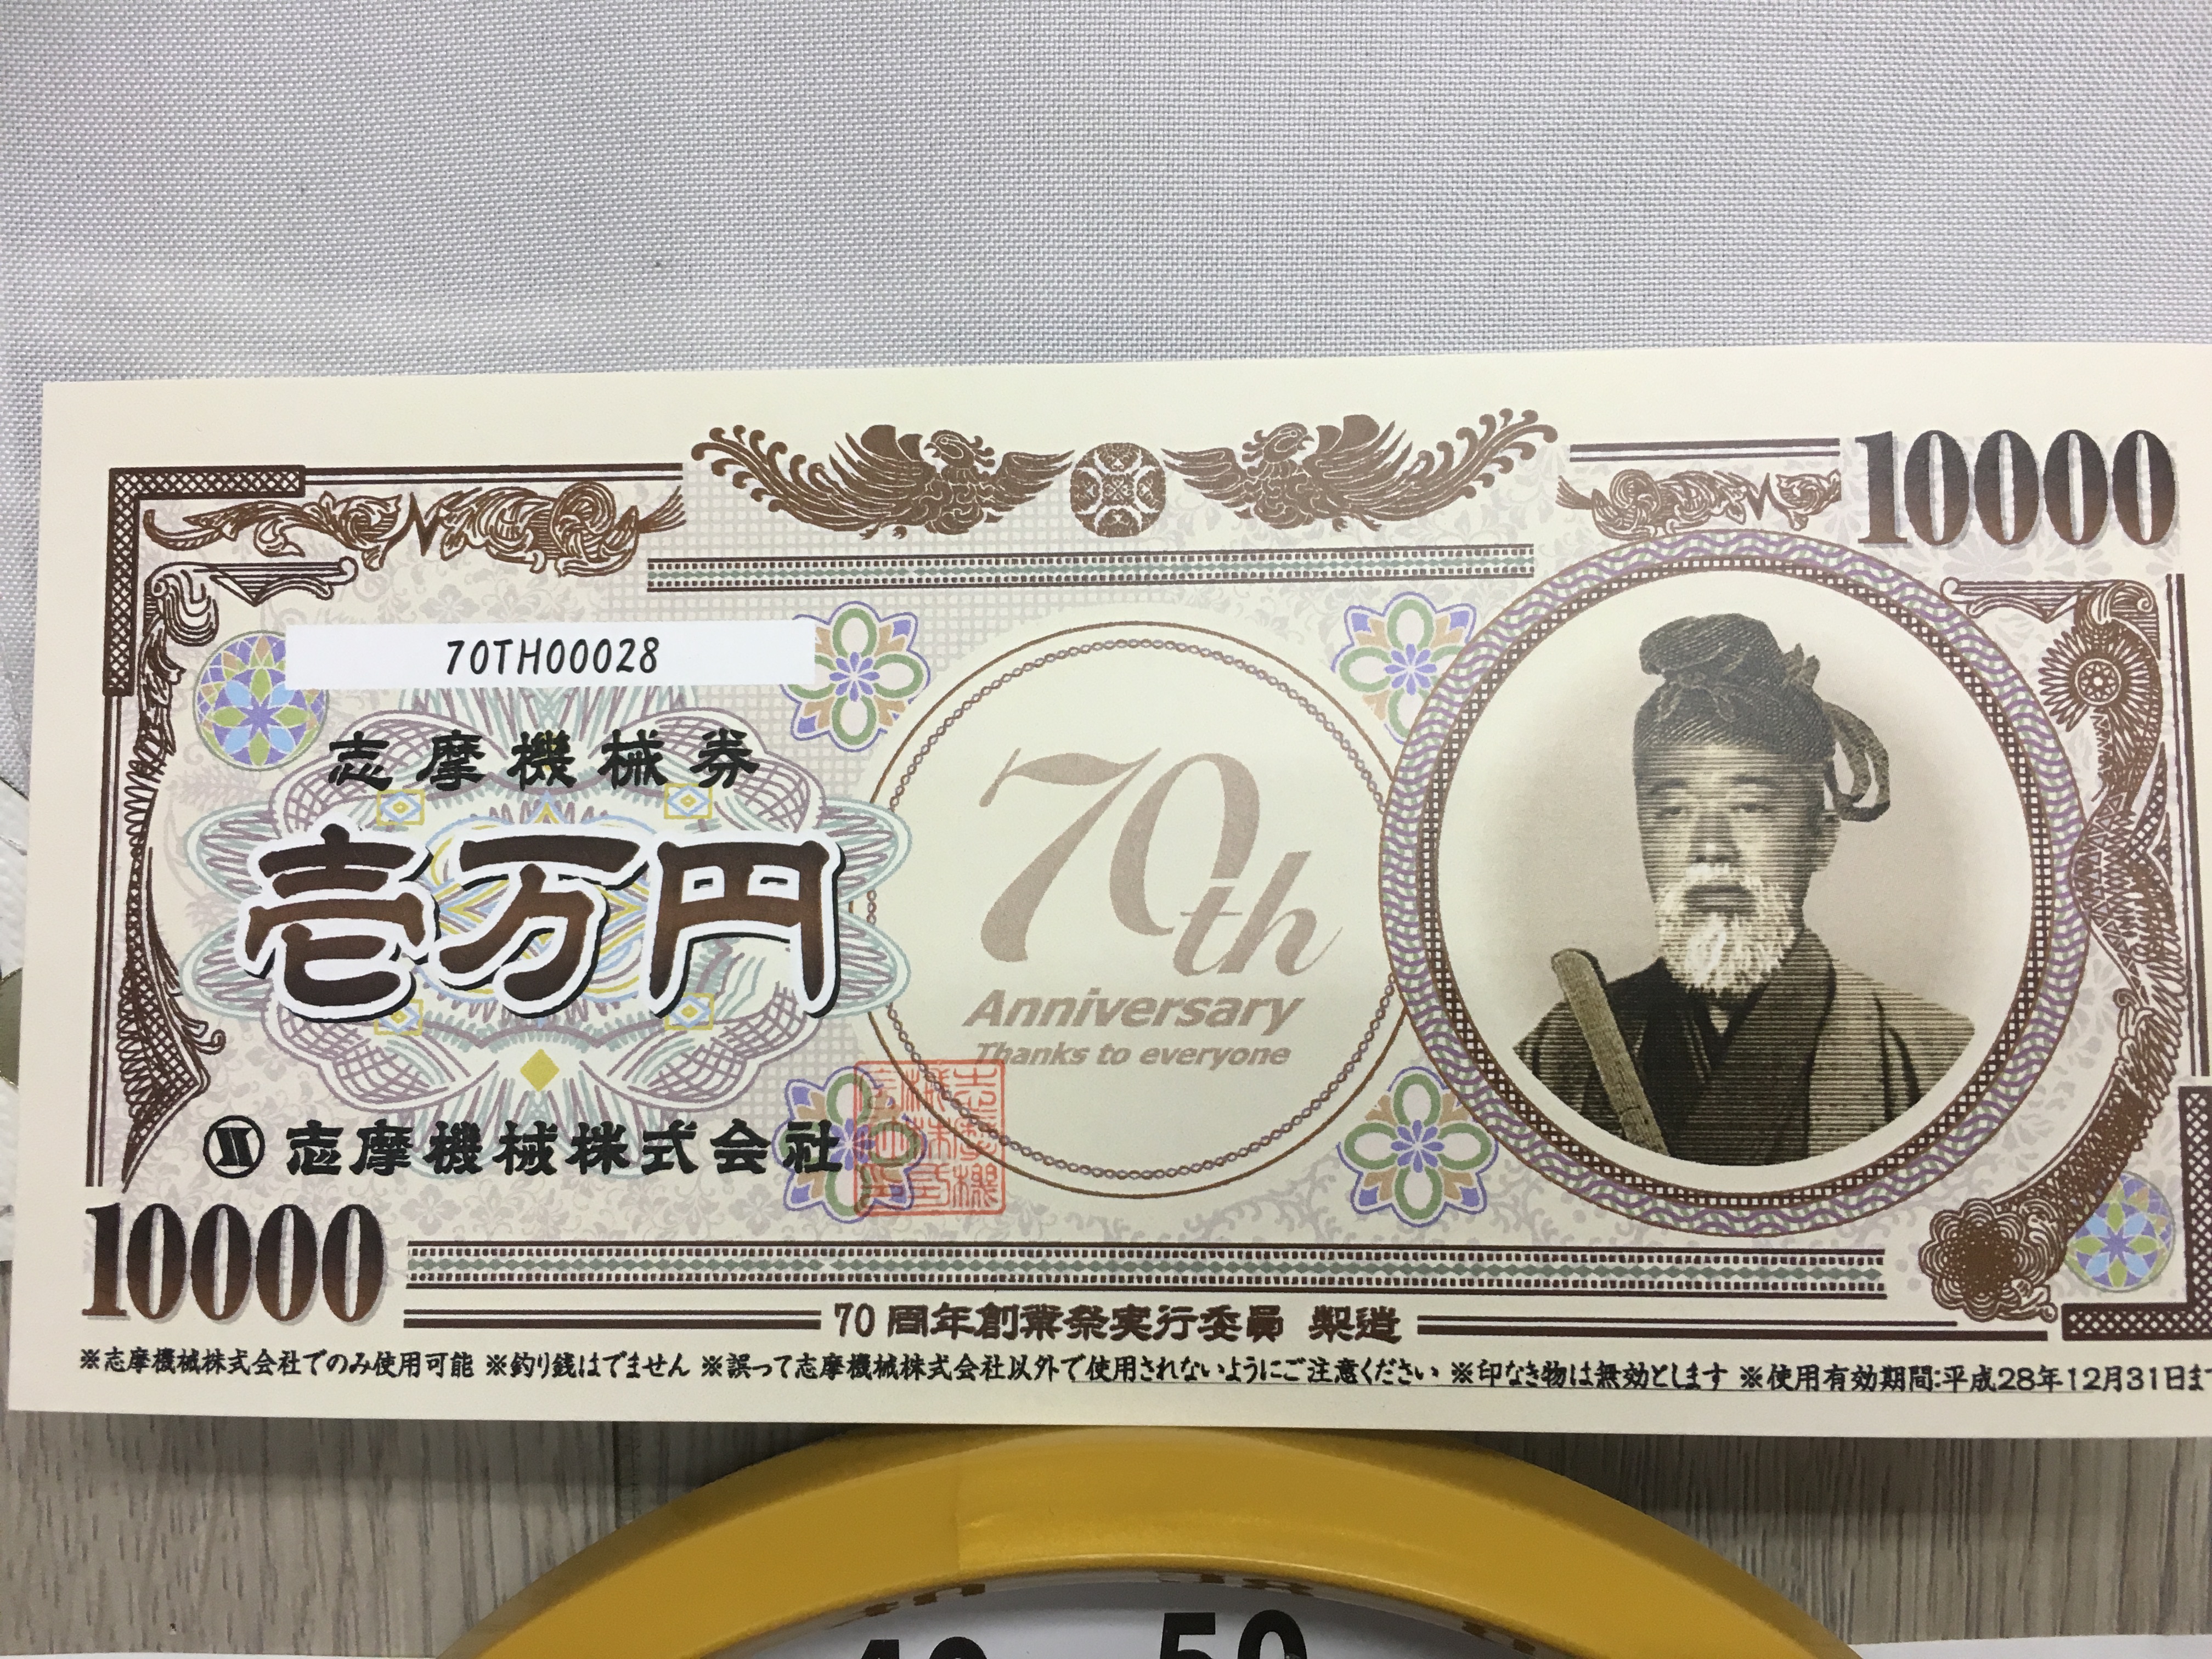 10000
70TH00028
志摩機械券
壱万円
70th
Anniversary
Thanks to everyone
志摩機械株式会社
10000
70周年創業祭実行委員 製造
※志摩機械株式会社でのみ使用可能 ※釣り銭はでません ※誤って志摩機械株式会社以外で使用されないようにご注意ください ※印なき物は無効とします ※使用有効期間:平成28年12月31日ま
50